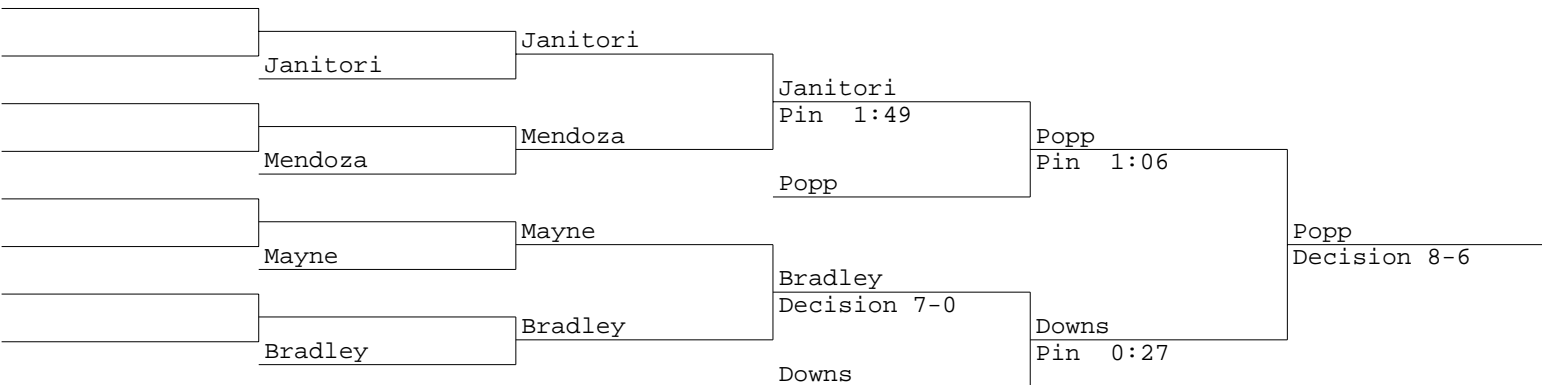 Janitori
Janitori
Janitori
Pin 1:49
Mendoza
Popp
Mendoza
Pin 1:06
Popp
Mayne
Popp
Mayne
Decision 8-6
Bradley
Decision 7-0
Bradley
Downs
Bradley
Pin 0:27
Downs